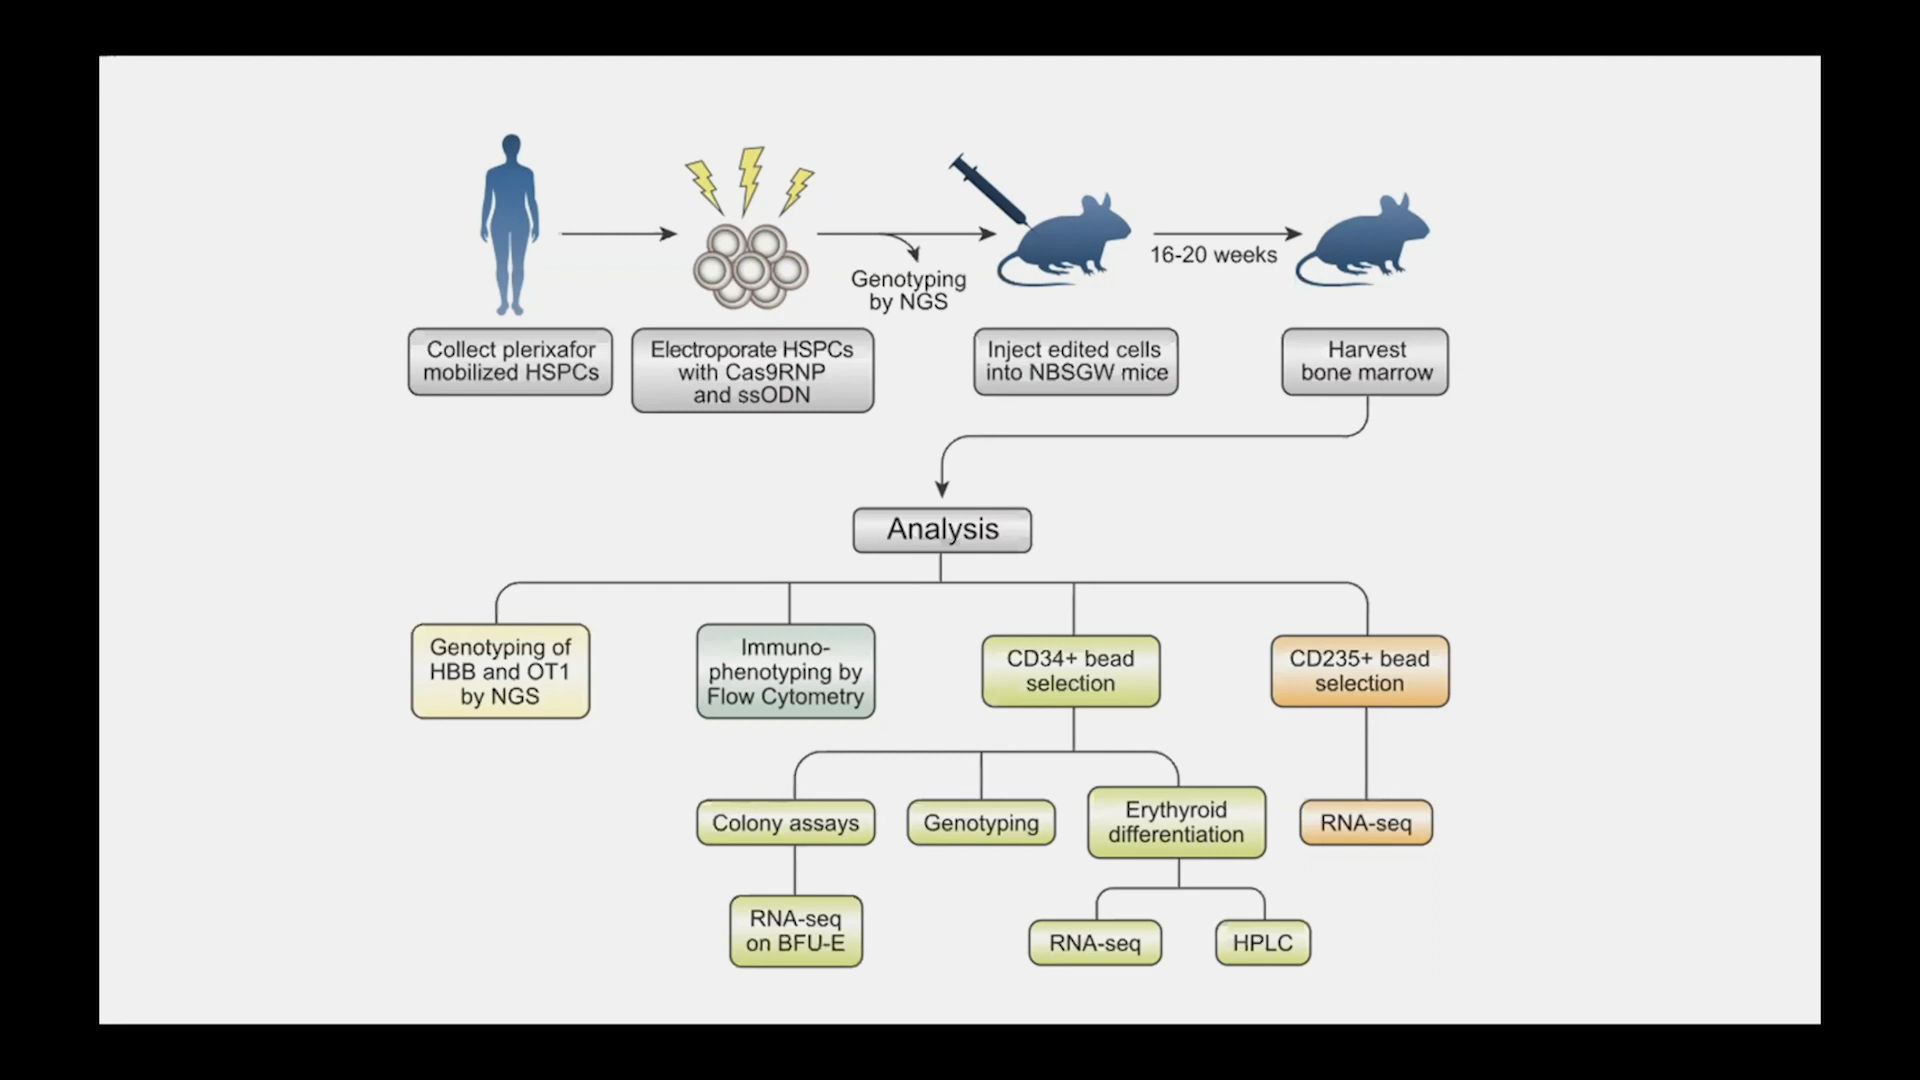 Genotyping
by NGS
16-20 weeks
Collect plerixafor
mobilized HSPCs
Electroporate HSPCs
with Cas9RNP
and ssODN
Inject edited cells
into NBSGW mice
Harvest
bone marrow
Analysis
Genotyping of
HBB and OT1
by NGS
Immuno-
phenotyping by
Flow Cytometry
CD34+ bead
selection
CD235+ bead
selection
Colony assays
Genotyping
Erythyroid
differentiation
RNA-seq
RNA-seq
on BFU-E
RNA-seq
HPLC